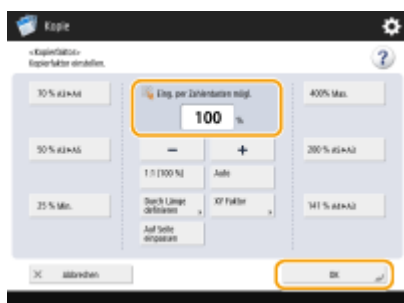 Kopie
<Kopierfaktor>
Kopierfaktor einstellen.
?
70 % A3►A4
Eing. per Zahlentasten mögl.
400% Max.
100 %
50 % A3►A5
−
+
200 % A5►A3
1:1 (100 %)
Auto
25 % Min.
Durch Länge
definieren
XY Faktor
141 % A4►A3
Auf Seite
einpassen
Abbrechen
OK